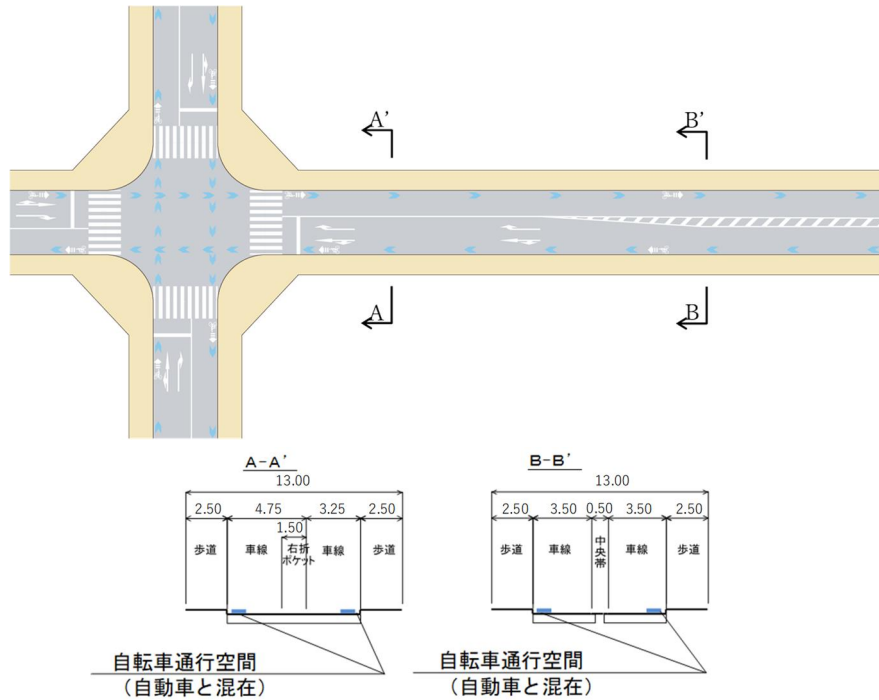 A'
B'
A
B
A-A'
13.00
2.50
4.75
3.25
2.50
1.50
歩道
車線
右折
ポケット
車線
歩道
自転車通行空間
(自動車と混在)
B-B'
13.00
2.50
3.50
0.50
3.50
2.50
歩道
車線
中央帯
車線
歩道
自転車通行空間
(自動車と混在)